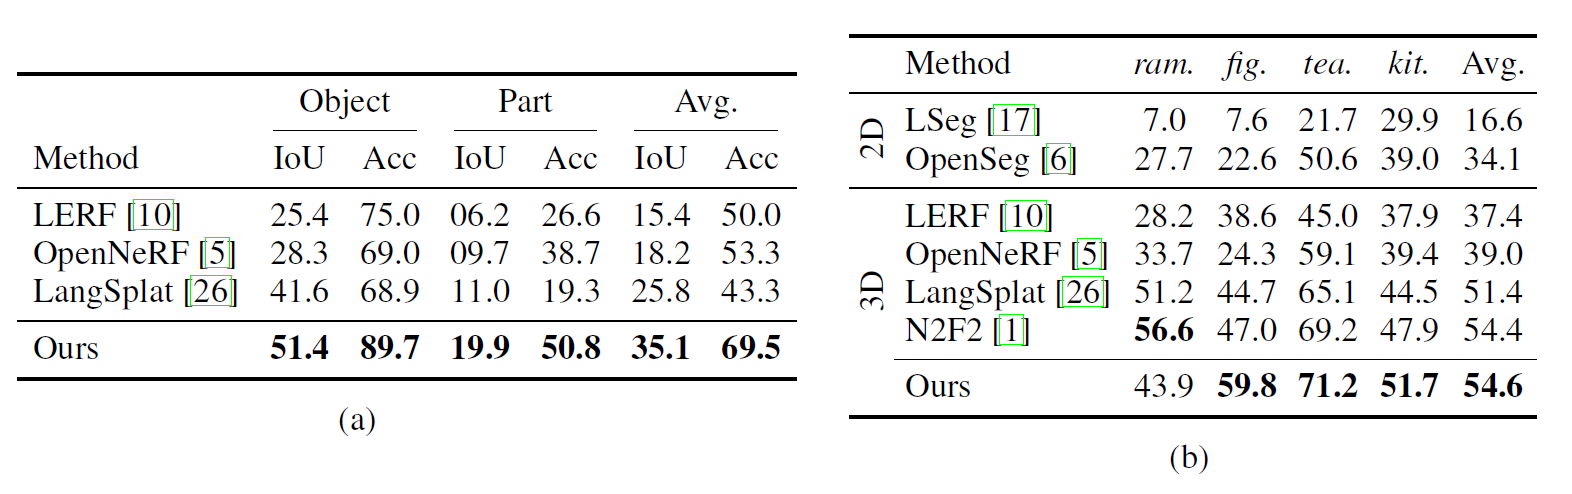 Object Part Avg.
Method IoU Acc IoU Acc IoU Acc
LERF [10] 25.4 75.0 06.2 26.6 15.4 50.0
OpenNeRF [5] 28.3 69.0 09.7 38.7 18.2 53.3
LangSplat [26] 41.6 68.9 11.0 19.3 25.8 43.3
Ours 51.4 89.7 19.9 50.8 35.1 69.5
(a)
Method ram. fig. tea. kit. Avg.
2D
LSeg [17] 7.0 7.6 21.7 29.9 16.6
OpenSeg [6] 27.7 22.6 50.6 39.0 34.1
3D
LERF [10] 28.2 38.6 45.0 37.9 37.4
OpenNeRF [5] 33.7 24.3 59.1 39.4 39.0
LangSplat [26] 51.2 44.7 65.1 44.5 51.4
N2F2 [1] 56.6 47.0 69.2 47.9 54.4
Ours 43.9 59.8 71.2 51.7 54.6
(b)